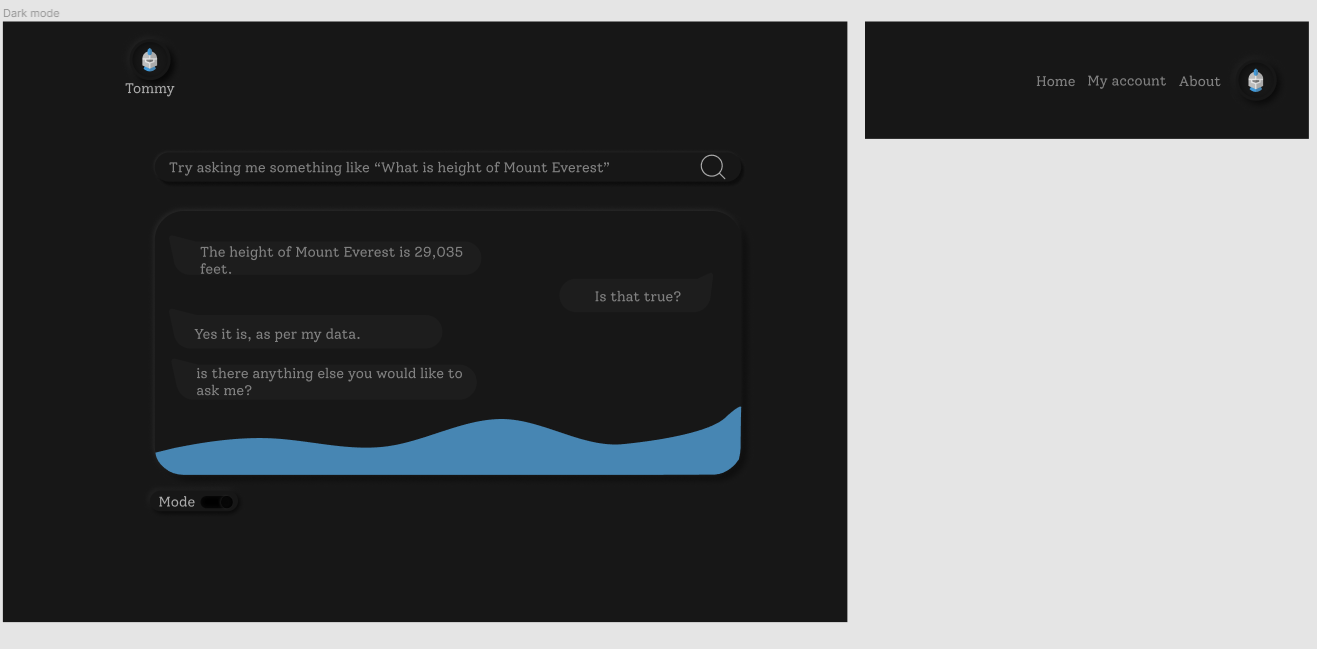 Dark mode
Tommy
Home My account About
Try asking me something like “What is height of Mount Everest”
The height of Mount Everest is 29,035
feet.
Is that true?
Yes it is, as per my data.
is there anything else you would like to
ask me?
Mode